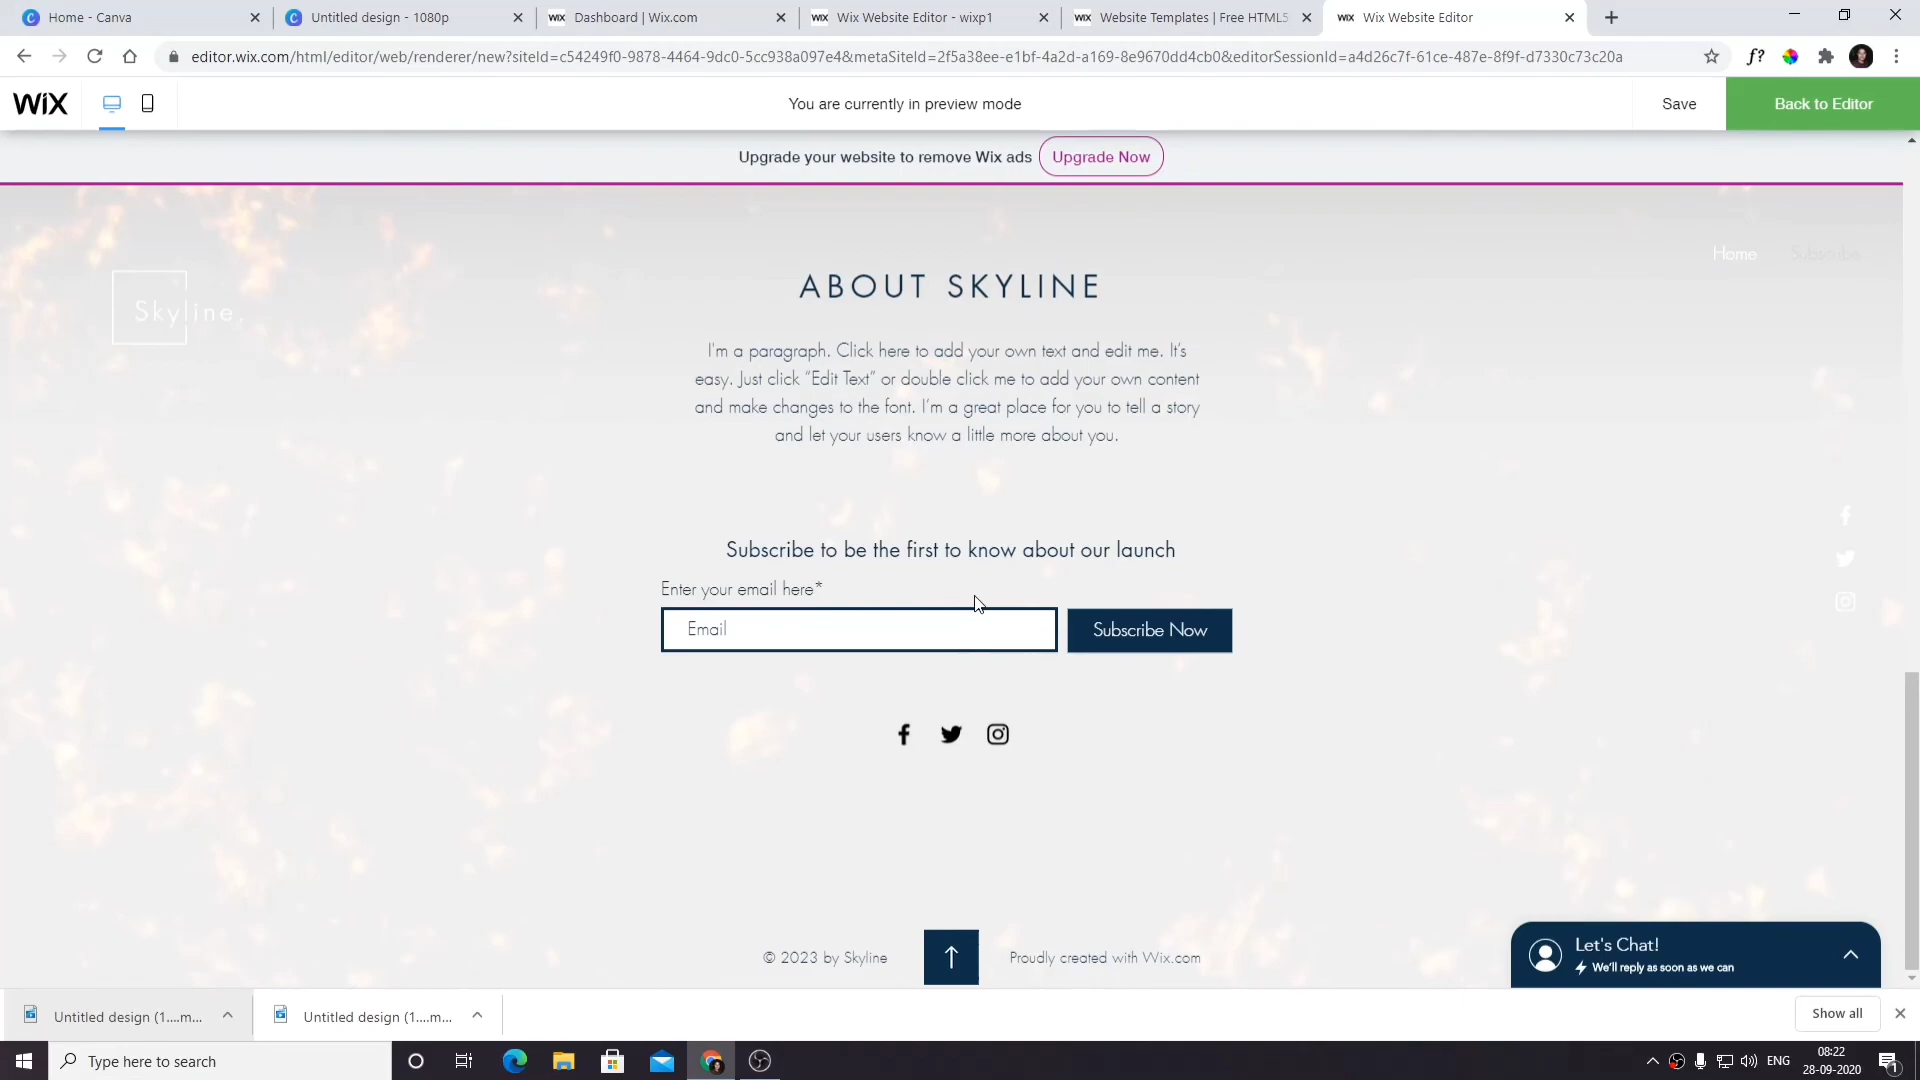 Home - Canva
Untitled design - 1080p
WIX Dashboard | Wix.com
WIX Wix Website Editor - wixp1
WIX Website Templates | Free HTML5
WIX Wix Website Editor
editor.wix.com/html/editor/web/renderer/new?siteId=c54249f0-9878-4464-9dc0-5cc938a097e4&metaSiteId=2f5a38ee-e1bf-4a2d-a169-8e9670dd4cb0&editorSessionId=a4d26c7f-61ce-487e-8f9f-d7330c73c20a
f?
WIX
You are currently in preview mode
Save
Back to Editor
Upgrade your website to remove Wix ads
Upgrade Now
Home
Subscribe
Skyline.
ABOUT SKYLINE
I'm a paragraph. Click here to add your own text and edit me. It's
easy. Just click “Edit Text” or double click me to add your own content
and make changes to the font. I'm a great place for you to tell a story
and let your users know a little more about you.
Subscribe to be the first to know about our launch
Enter your email here*
Email
Subscribe Now
© 2023 by Skyline
Proudly created with Wix.com
Let's Chat!
We'll reply as soon as we can
Untitled design (1....m...
Untitled design (1....m...
Show all
Type here to search
ENG
08:22
28-09-2020
1